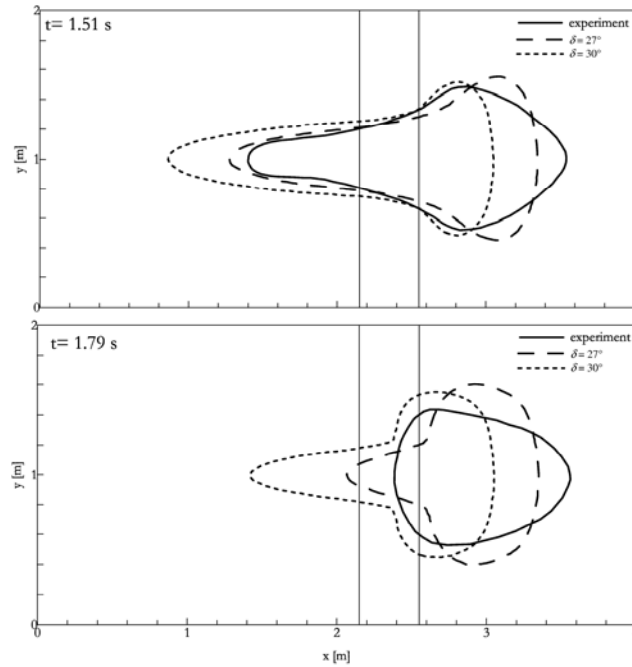 t= 1.51 s
experiment
δ= 27°
δ= 30°
2
1
0
y [m]
t= 1.79 s
experiment
δ= 27°
δ= 30°
2
1
0
y [m]
0 1 2 3
x [m]